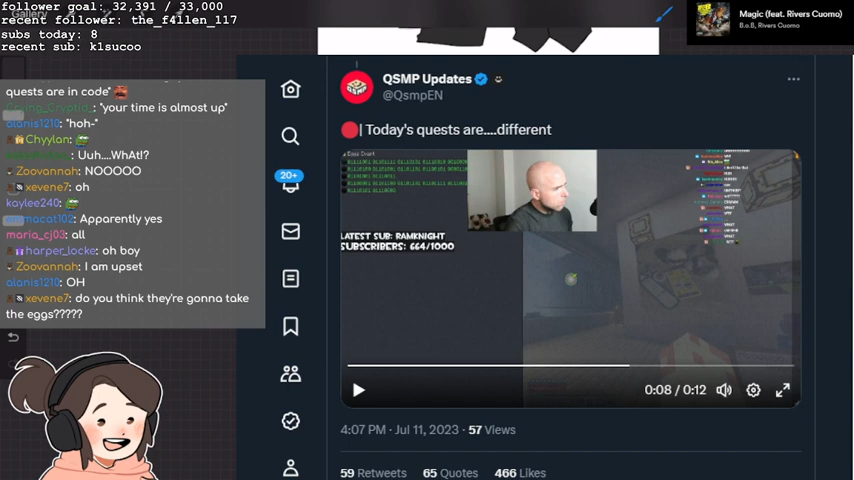 follower goal: 32,391 / 33,000
recent follower: the_f4llen_117
subs today: 8
recent sub: klsucoo
Magic (feat. Rivers Cuomo)
B.o.B, Rivers Cuomo
quests are in code"
"your time is almost up"
alanis1210: "hoh-"
Chyylan:
Uuh....WhAt!?
Zoovannah: NOOOOO
xevene7: oh
kaylee240:
Apparently yes
maria_cj03: all
harper_locke: oh boy
Zoovannah: I am upset
alanis1210: OH
xevene7: do you think they're gonna take
the eggs?????
20+
QSMP Updates
@QsmpEN
| Today's quests are....different
LATEST SUB: RAMKNIGHT
SUBSCRIBERS: 664/1000
0:08 / 0:12
4:07 PM · Jul 11, 2023 · 57 Views
59 Retweets 65 Quotes 466 Likes